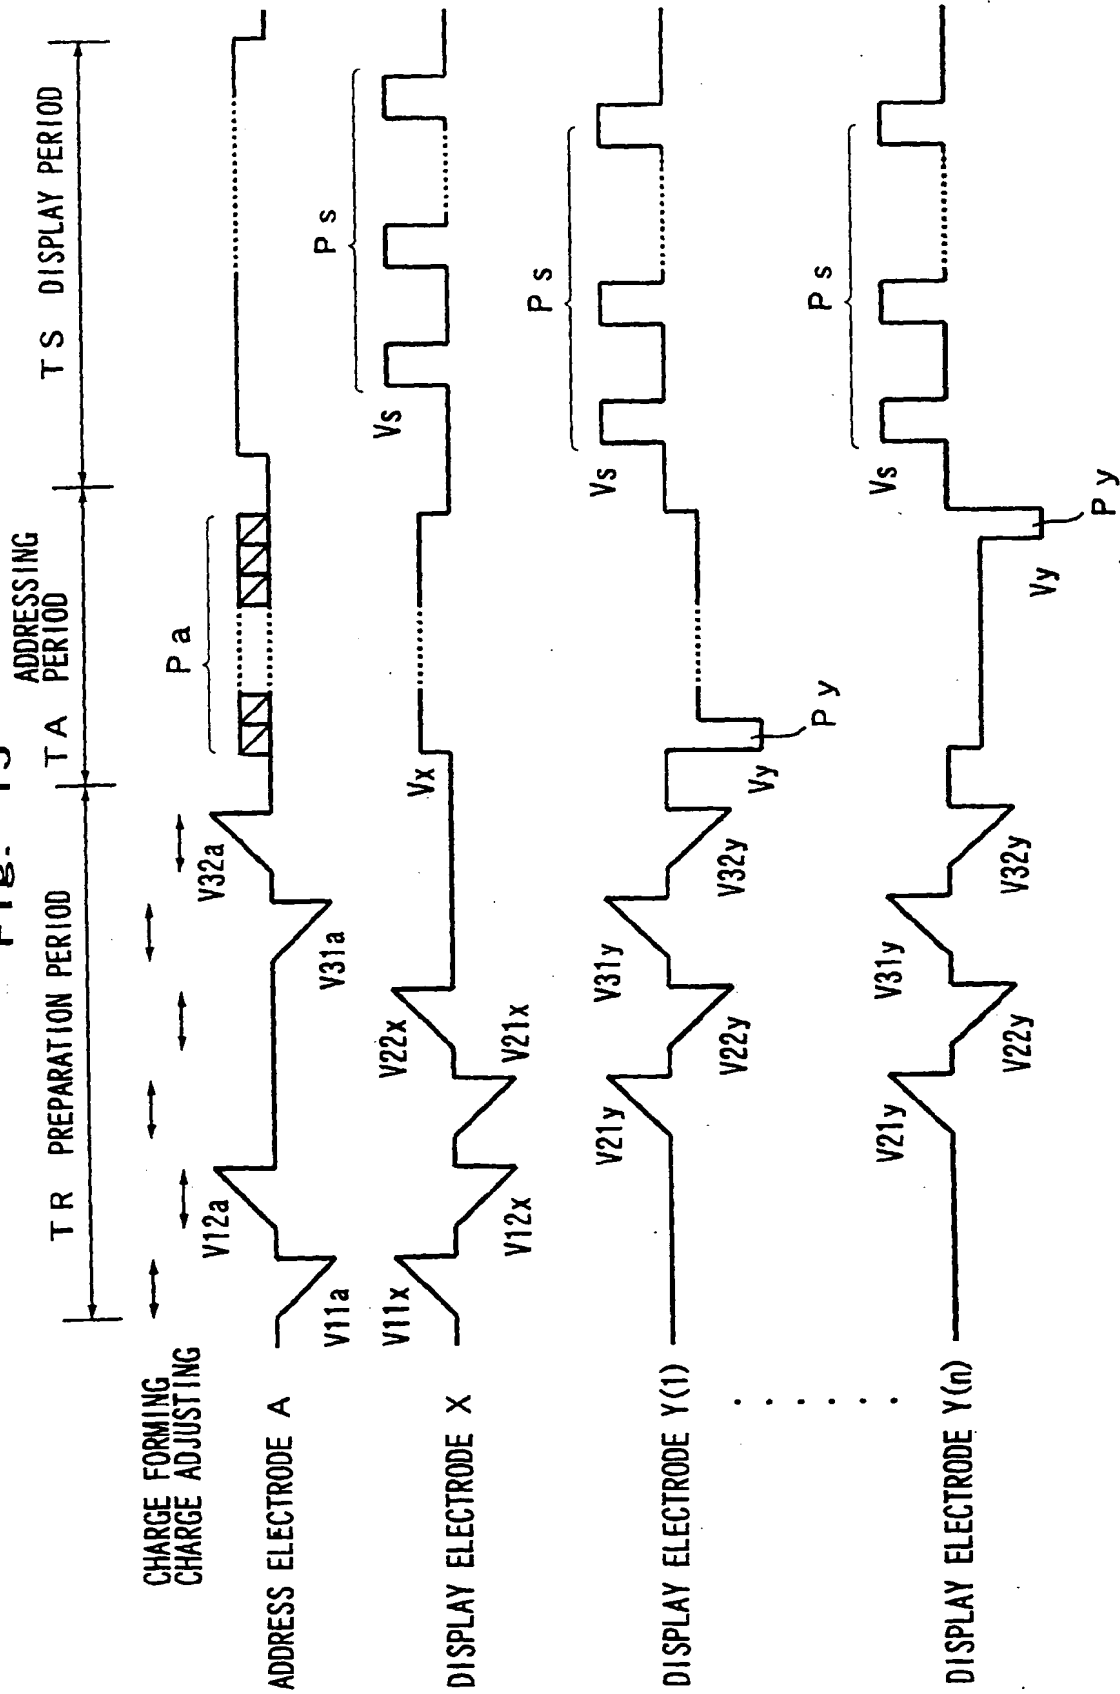 TR PREPARATION PERIOD
TA
ADDRESSING
PERIOD
TS DISPLAY PERIOD
CHARGE FORMING
CHARGE ADJUSTING
ADDRESS ELECTRODE A
V11a
V12a
V31a
V32a
Pa
DISPLAY ELECTRODE X
V11x
V12x
V21x
V22x
Vx
Vs
Ps
DISPLAY ELECTRODE Y(1)
V21y
V22y
V31y
V32y
Vy
Py
Vs
Ps
DISPLAY ELECTRODE Y(n)
V21y
V22y
V31y
V32y
Vy
Py
Vs
Ps